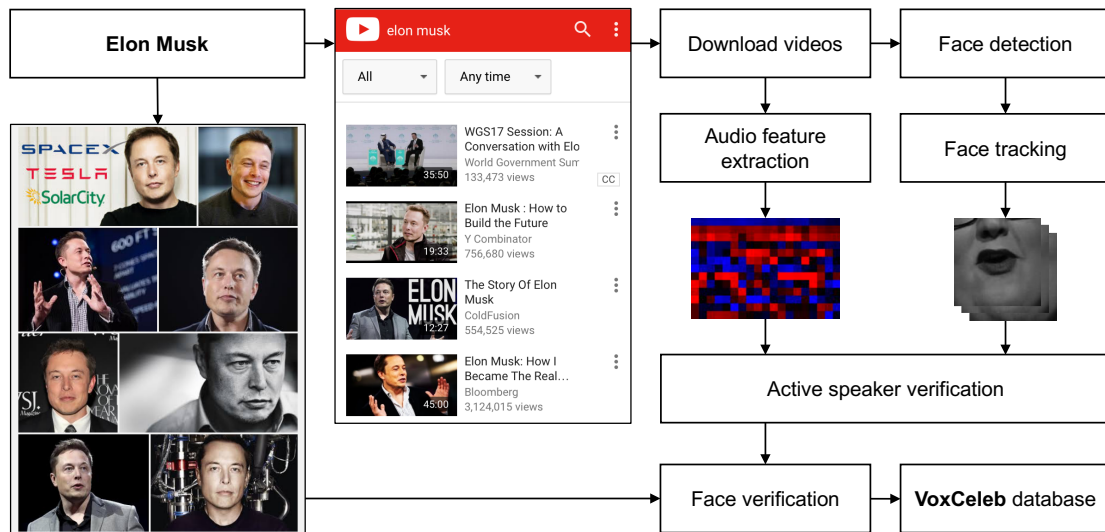 Elon Musk
elon musk
All
Any time
WGS17 Session: A
Conversation with Elo
World Government Sum
133,473 views
35:50
CC
Elon Musk : How to
Build the Future
Y Combinator
756,680 views
19:33
The Story Of Elon
Musk
ColdFusion
554,525 views
ELON
MUSK
12:27
Elon Musk: How I
Became The Real…
Bloomberg
3,124,015 views
45:00
Download videos
Face detection
Audio feature
extraction
Face tracking
Active speaker verification
Face verification
VoxCeleb database
SPACEX
TESLA
SolarCity
600 FT